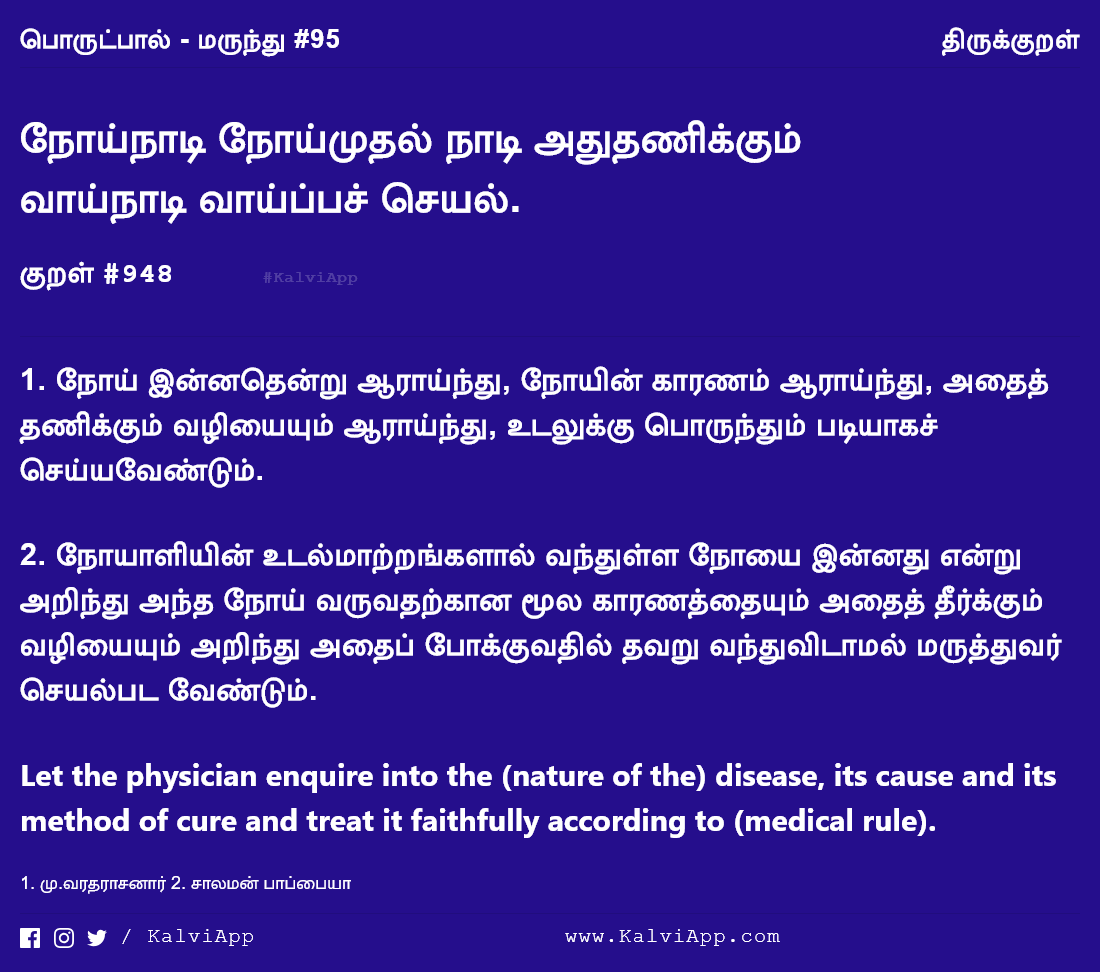 பொருட்பால் - மருந்து #95
திருக்குறள்
நோய்நாடி நோய்முதல் நாடி அதுதணிக்கும்
வாய்நாடி வாய்ப்பச் செயல்.
குறள் #948
#KalviApp
1. நோய் இன்னதென்று ஆராய்ந்து, நோயின் காரணம் ஆராய்ந்து, அதைத்
தணிக்கும் வழியையும் ஆராய்ந்து, உடலுக்கு பொருந்தும் படியாகச்
செய்யவேண்டும்.
2. நோயாளியின் உடல்மாற்றங்களால் வந்துள்ள நோயை இன்னது என்று
அறிந்து அந்த நோய் வருவதற்கான மூல காரணத்தையும் அதைத் தீர்க்கும்
வழியையும் அறிந்து அதைப் போக்குவதில் தவறு வந்துவிடாமல் மருத்துவர்
செயல்பட வேண்டும்.
Let the physician enquire into the (nature of the) disease, its cause and its
method of cure and treat it faithfully according to (medical rule).
1. மு.வரதராசனார் 2. சாலமன் பாப்பையா
/ KalviApp
www.KalviApp.com